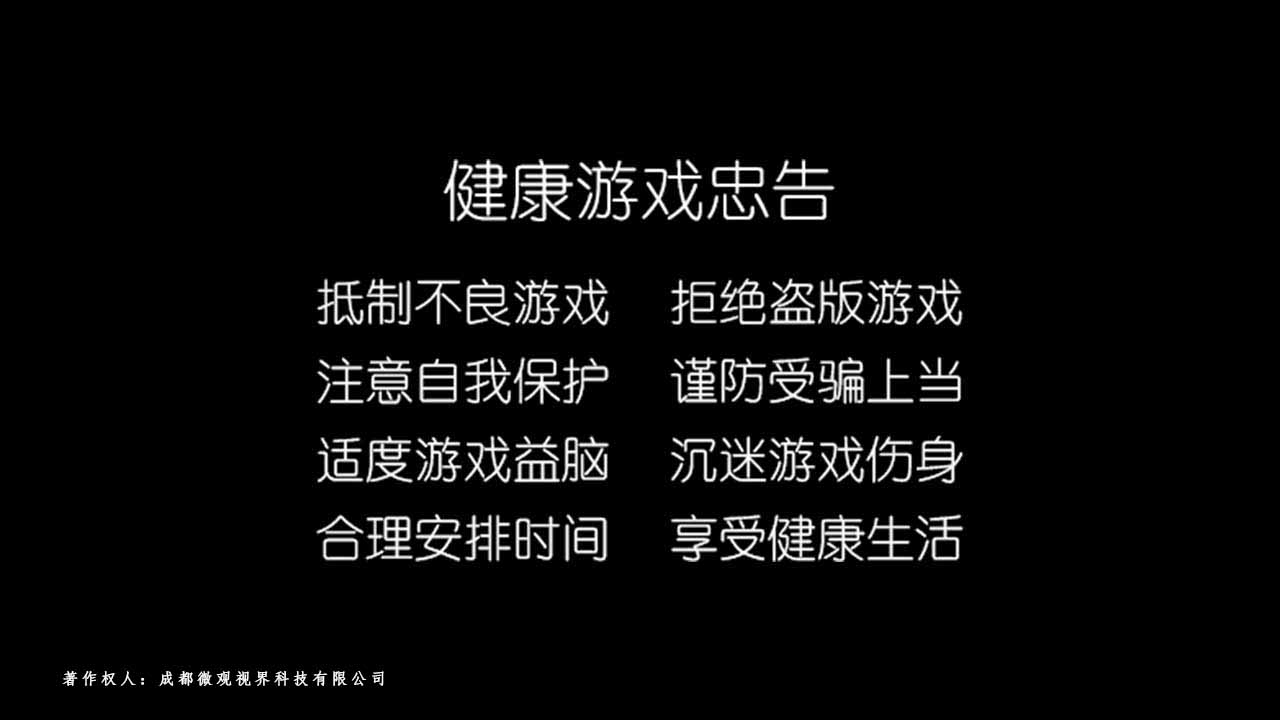 健康游戏忠告
抵制不良游戏 拒绝盗版游戏
注意自我保护 谨防受骗上当
适度游戏益脑 沉迷游戏伤身
合理安排时间 享受健康生活
著作权人：成都微观视界科技有限公司